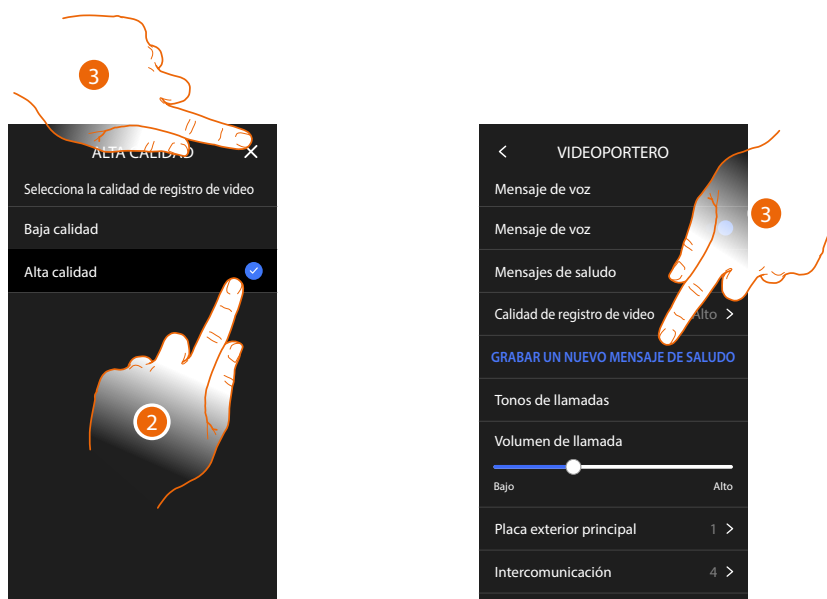 3
ALTA CALIDAD
Selecciona la calidad de registro de video
Baja calidad
Alta calidad
2
VIDEOPORTERO
Mensaje de voz
Mensaje de voz
3
Mensajes de saludo
Calidad de registro de video Alto
GRABAR UN NUEVO MENSAJE DE SALUDO
Tonos de llamadas
Volumen de llamada
Bajo Alto
Placa exterior principal 1
Intercomunicación 4